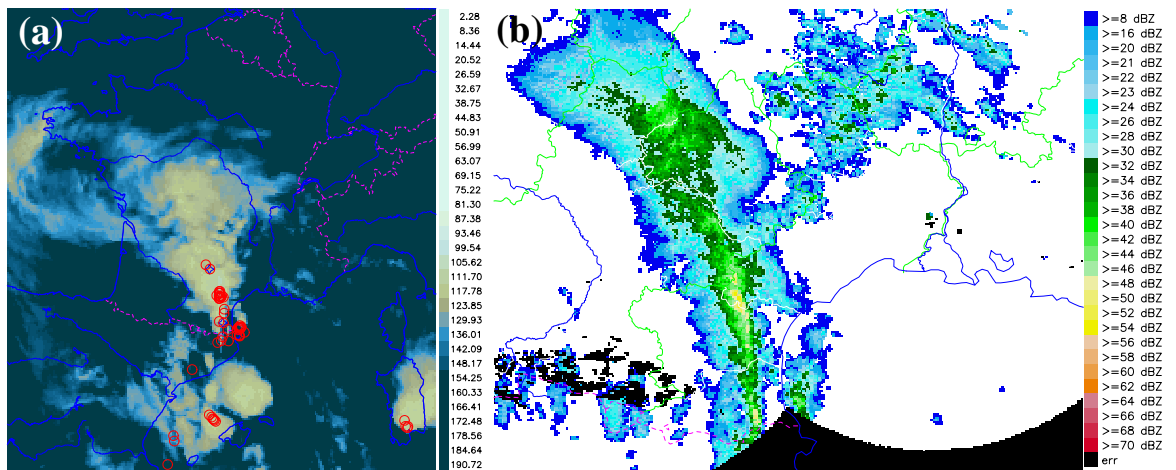 (a)
2.28
8.36
14.44
20.52
26.59
32.67
38.75
44.83
50.91
56.99
63.07
69.15
75.22
81.30
87.38
93.46
99.54
105.62
111.70
117.78
123.85
129.93
136.01
142.09
148.17
154.25
160.33
166.41
172.48
178.56
184.64
190.72
(b)
>=8 dBZ
>=16 dBZ
>=20 dBZ
>=21 dBZ
>=22 dBZ
>=23 dBZ
>=24 dBZ
>=26 dBZ
>=28 dBZ
>=30 dBZ
>=32 dBZ
>=34 dBZ
>=36 dBZ
>=38 dBZ
>=40 dBZ
>=42 dBZ
>=44 dBZ
>=46 dBZ
>=48 dBZ
>=50 dBZ
>=52 dBZ
>=54 dBZ
>=56 dBZ
>=58 dBZ
>=60 dBZ
>=62 dBZ
>=64 dBZ
>=66 dBZ
>=68 dBZ
>=70 dBZ
err